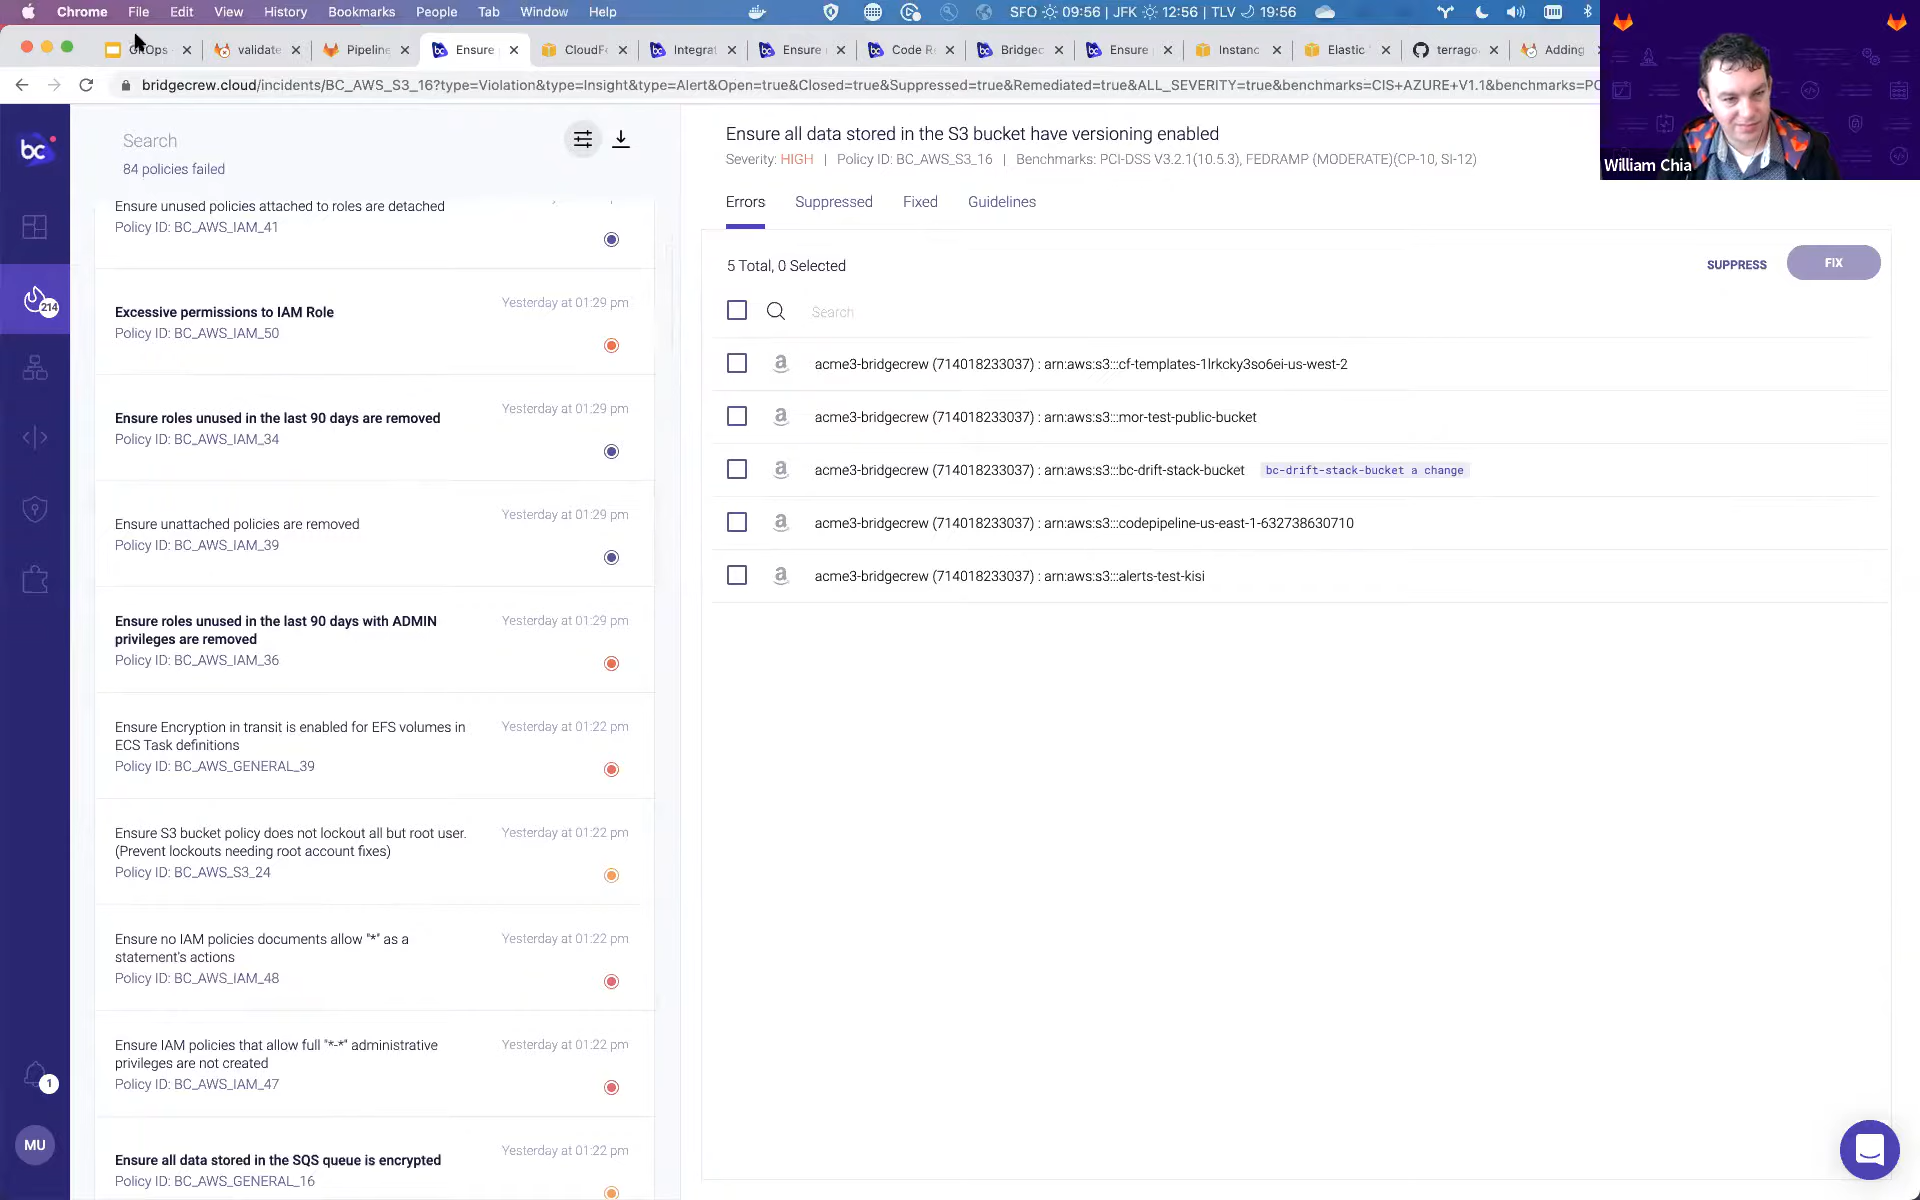 Chrome File Edit View History Bookmarks People Tab Window Help SFO 09:56 | JFK 12:56 | TLV 19:56
validate Pipeline Ensure CloudFo Integrat Ensure Code R Bridgec Ensure Instanc Elastic terrago Adding
bridgecrew.cloud/incidents/BC_AWS_S3_16?type=Violation&type=Insight&type=Alert&Open=true&Closed=true&Suppressed=true&Remediated=true&ALL_SEVERITY=true&benchmarks=CIS+AZURE+V1.1&benchmarks=PC
William Chia
bc
214
1
MU
Search
84 policies failed
Ensure unused policies attached to roles are detached
Policy ID: BC_AWS_IAM_41
Excessive permissions to IAM Role
Yesterday at 01:29 pm
Policy ID: BC_AWS_IAM_50
Ensure roles unused in the last 90 days are removed
Yesterday at 01:29 pm
Policy ID: BC_AWS_IAM_34
Ensure unattached policies are removed
Yesterday at 01:29 pm
Policy ID: BC_AWS_IAM_39
Ensure roles unused in the last 90 days with ADMIN
privileges are removed
Yesterday at 01:29 pm
Policy ID: BC_AWS_IAM_36
Ensure Encryption in transit is enabled for EFS volumes in
ECS Task definitions
Yesterday at 01:22 pm
Policy ID: BC_AWS_GENERAL_39
Ensure S3 bucket policy does not lockout all but root user.
(Prevent lockouts needing root account fixes)
Yesterday at 01:22 pm
Policy ID: BC_AWS_S3_24
Ensure no IAM policies documents allow "*" as a
statement's actions
Yesterday at 01:22 pm
Policy ID: BC_AWS_IAM_48
Ensure IAM policies that allow full "*-*" administrative
privileges are not created
Yesterday at 01:22 pm
Policy ID: BC_AWS_IAM_47
Ensure all data stored in the SQS queue is encrypted
Yesterday at 01:22 pm
Policy ID: BC_AWS_GENERAL_16
Ensure all data stored in the S3 bucket have versioning enabled
Severity: HIGH | Policy ID: BC_AWS_S3_16 | Benchmarks: PCI-DSS V3.2.1(10.5.3), FEDRAMP (MODERATE)(CP-10, SI-12)
Errors Suppressed Fixed Guidelines
5 Total, 0 Selected
SUPPRESS FIX
Search
acme3-bridgecrew (714018233037) : arn:aws:s3:::cf-templates-1lrkcky3so6ei-us-west-2
acme3-bridgecrew (714018233037) : arn:aws:s3:::mor-test-public-bucket
acme3-bridgecrew (714018233037) : arn:aws:s3:::bc-drift-stack-bucket bc-drift-stack-bucket a change
acme3-bridgecrew (714018233037) : arn:aws:s3:::codepipeline-us-east-1-632738630710
acme3-bridgecrew (714018233037) : arn:aws:s3:::alerts-test-kisi